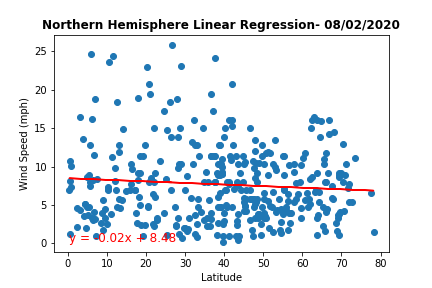 Northern Hemisphere Linear Regression- 08/02/2020
25
20
15
10
5
0
Wind Speed (mph)
y = -0.02x + 8.48
0 10 20 30 40 50 60 70 80
Latitude